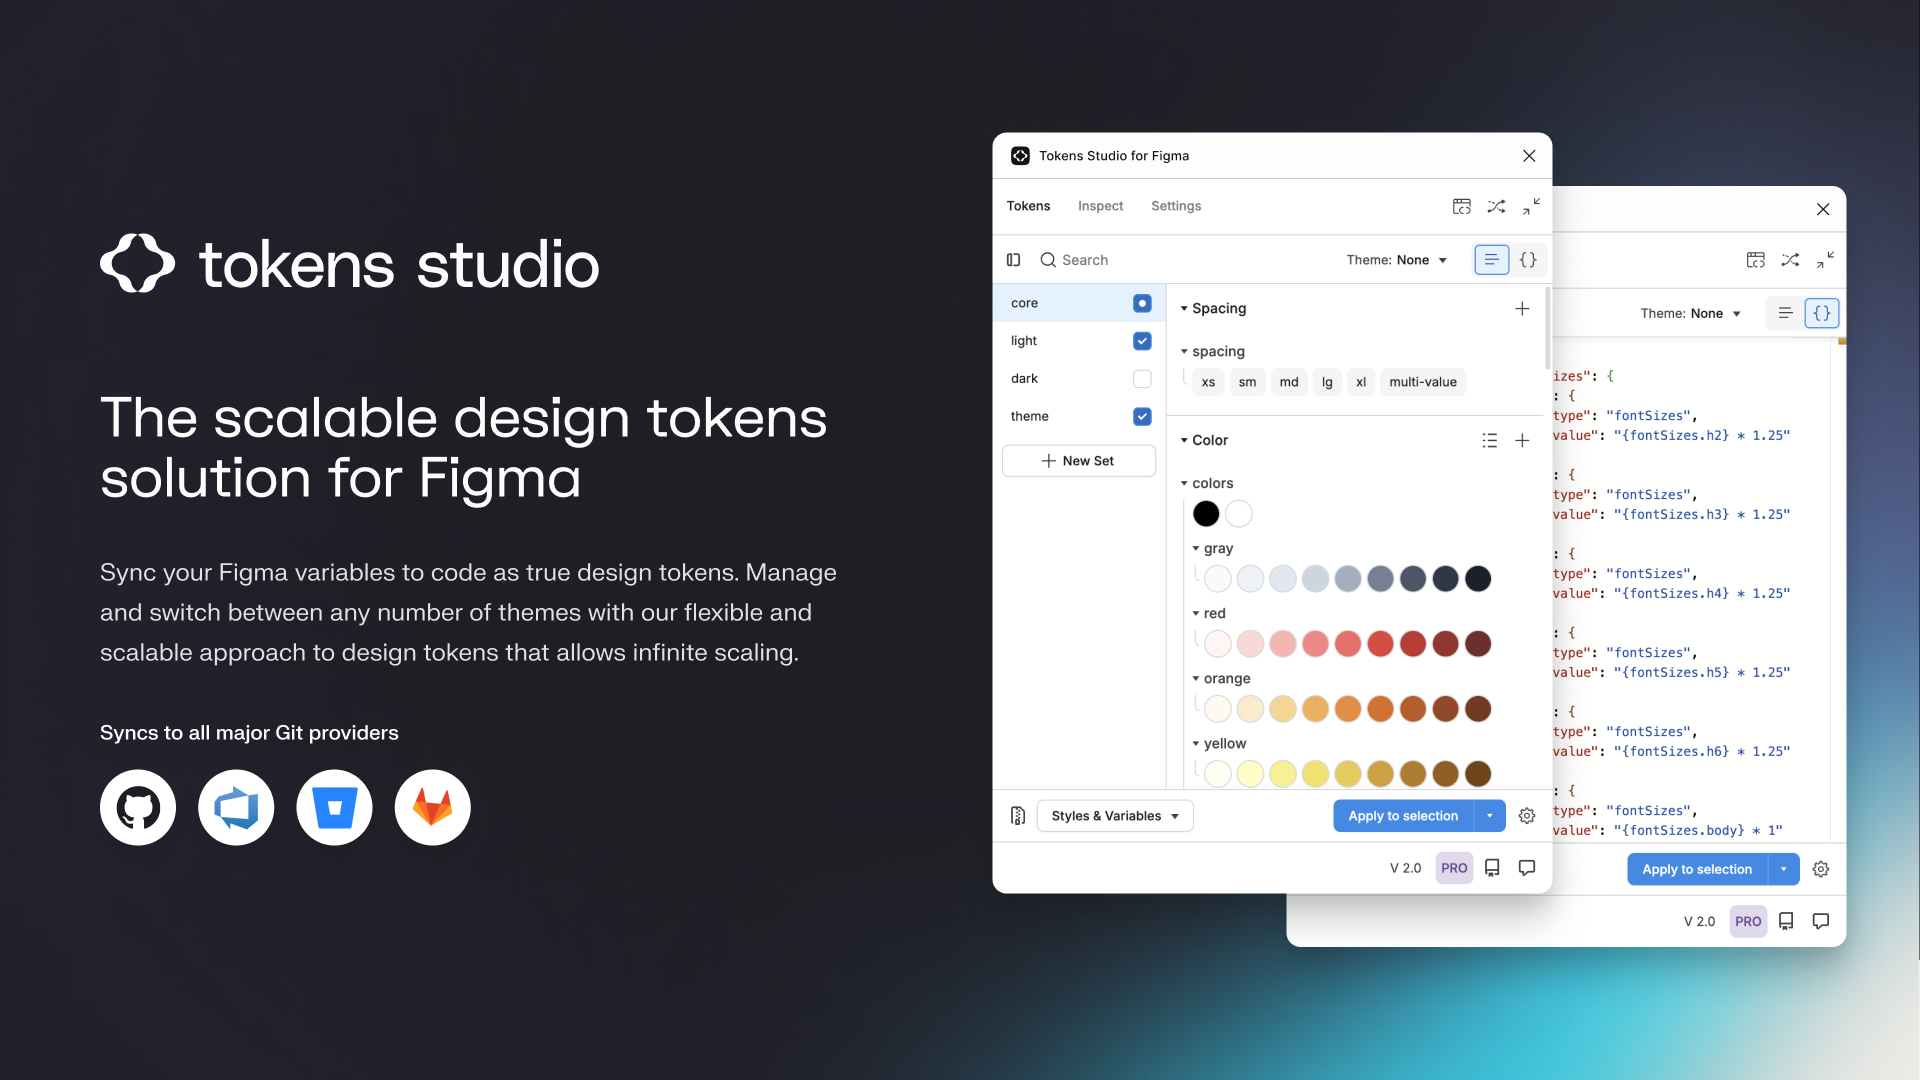 tokens studio
The scalable design tokens
solution for Figma
Sync your Figma variables to code as true design tokens. Manage
and switch between any number of themes with our flexible and
scalable approach to design tokens that allows infinite scaling.
Syncs to all major Git providers
Tokens Studio for Figma
Tokens Inspect Settings
Search Theme: None {}
core
light
dark
theme
New Set
Spacing
spacing
xs sm md lg xl multi-value
Color
colors
gray
red
orange
yellow
Styles & Variables Apply to selection
V 2.0 PRO
Theme: None {}
izes": {
: {
type": "fontSizes",
value": "{fontSizes.h2} * 1.25"
: {
type": "fontSizes",
value": "{fontSizes.h3} * 1.25"
: {
type": "fontSizes",
value": "{fontSizes.h4} * 1.25"
: {
type": "fontSizes",
value": "{fontSizes.h5} * 1.25"
: {
type": "fontSizes",
value": "{fontSizes.h6} * 1.25"
: {
type": "fontSizes",
value": "{fontSizes.body} * 1"
Apply to selection
V 2.0 PRO